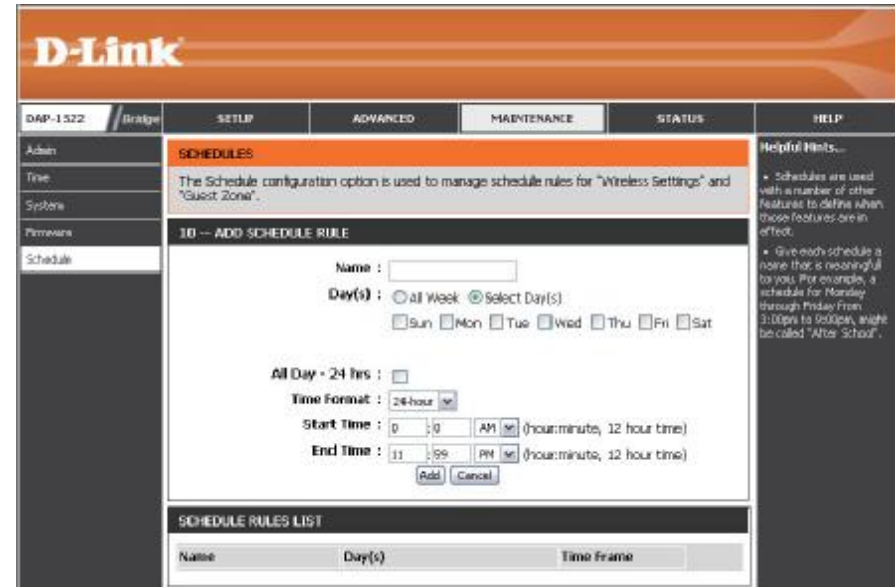 D-Link
DAP-1522 Bridge SETUP ADVANCED MAINTENANCE STATUS HELP
Admin
Time
System
Firmware
Schedule
SCHEDULES
The Schedule configuration option is used to manage schedule rules for "Wireless Settings" and
"Guest Zone".
10 -- ADD SCHEDULE RULE
Name :
Day(s) : All Week Select Day(s)
Sun Mon Tue Wed Thu Fri Sat
All Day - 24 hrs :
Time Format : 24-hour
Start Time : 0 : 0 AM (hour:minute, 12 hour time)
End Time : 11 : 59 PM (hour:minute, 12 hour time)
Add Cancel
SCHEDULE RULES LIST
Name Day(s) Time Frame
Helpful Hints...
• Schedules are used
with a number of other
features to define when
those features are in
effect.
• Give each schedule a
name that is meaningful
to you. For example, a
schedule for Monday
through Friday from
3:00pm to 9:00pm, might
be called "After School".